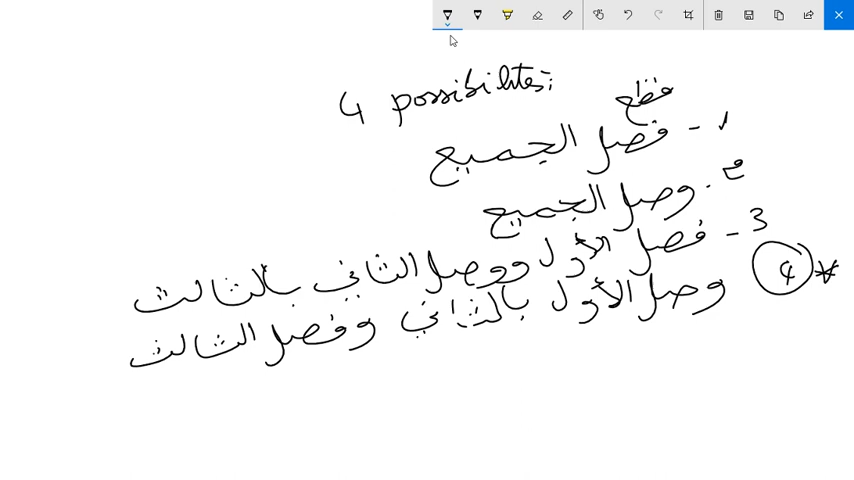 4 possibilités:
قطع
1 - فصل الجميع
2 - وصل الجميع
3 - فصل الأول ووصل الثاني بالثالث
4 * وصل الأول بالثاني وفصل الثالث